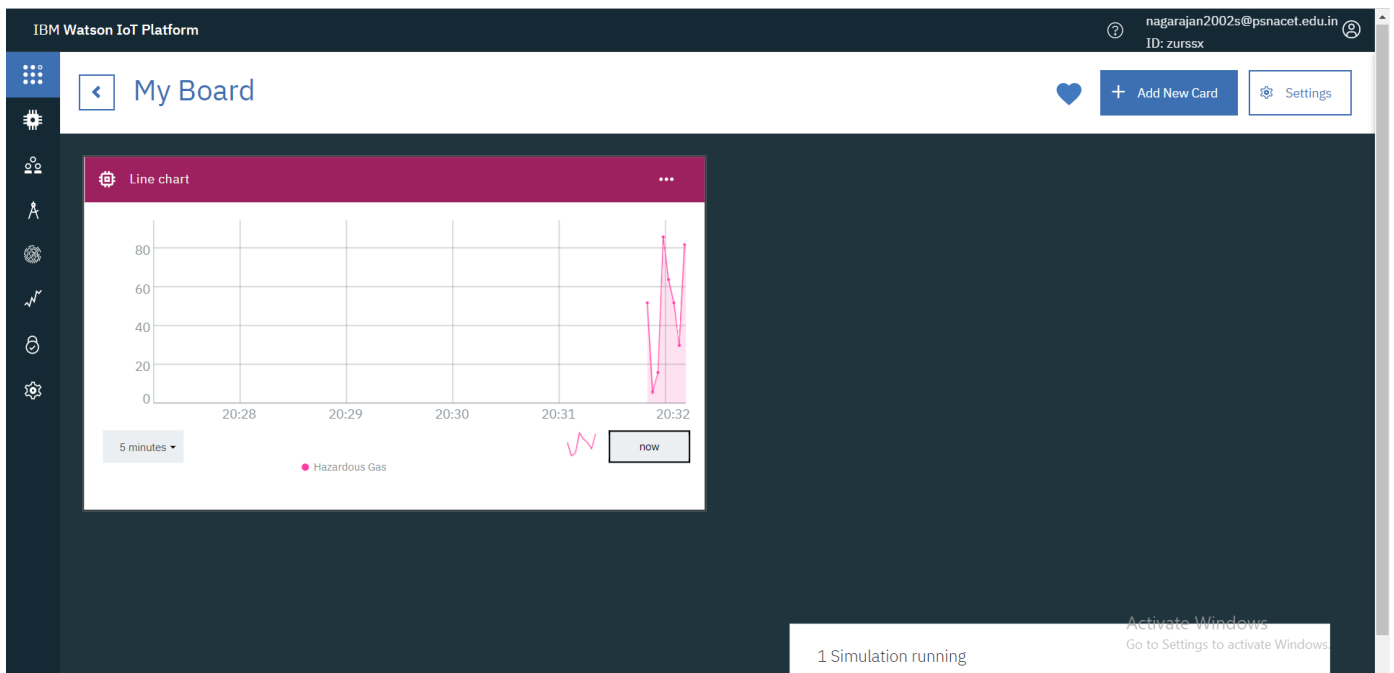 IBM Watson IoT Platform
nagarajan2002s@psnacet.edu.in
ID: zurssx
My Board
Add New Card
Settings
Line chart
80
60
40
20
0
20:28 20:29 20:30 20:31 20:32
5 minutes
now
Hazardous Gas
Activate Windows
Go to Settings to activate Windows.
1 Simulation running